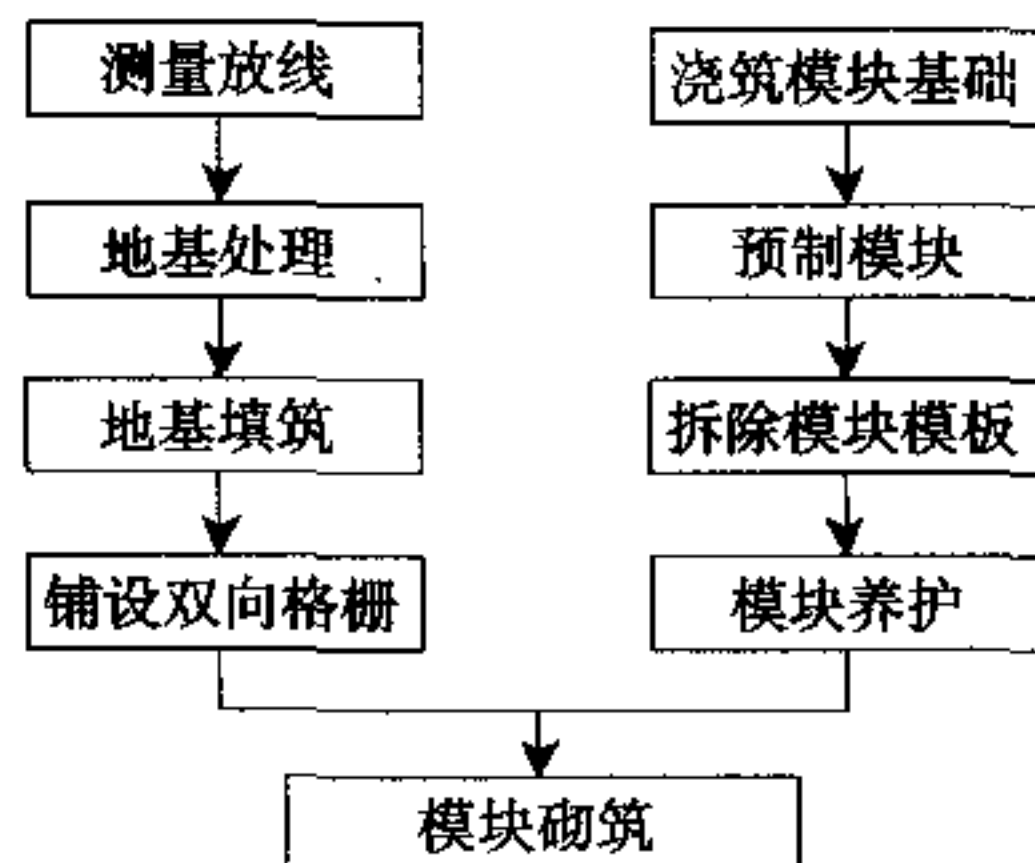 测量放线
地基处理
地基填筑
铺设双向格栅
浇筑模块基础
预制模块
拆除模块模板
模块养护
模块砌筑